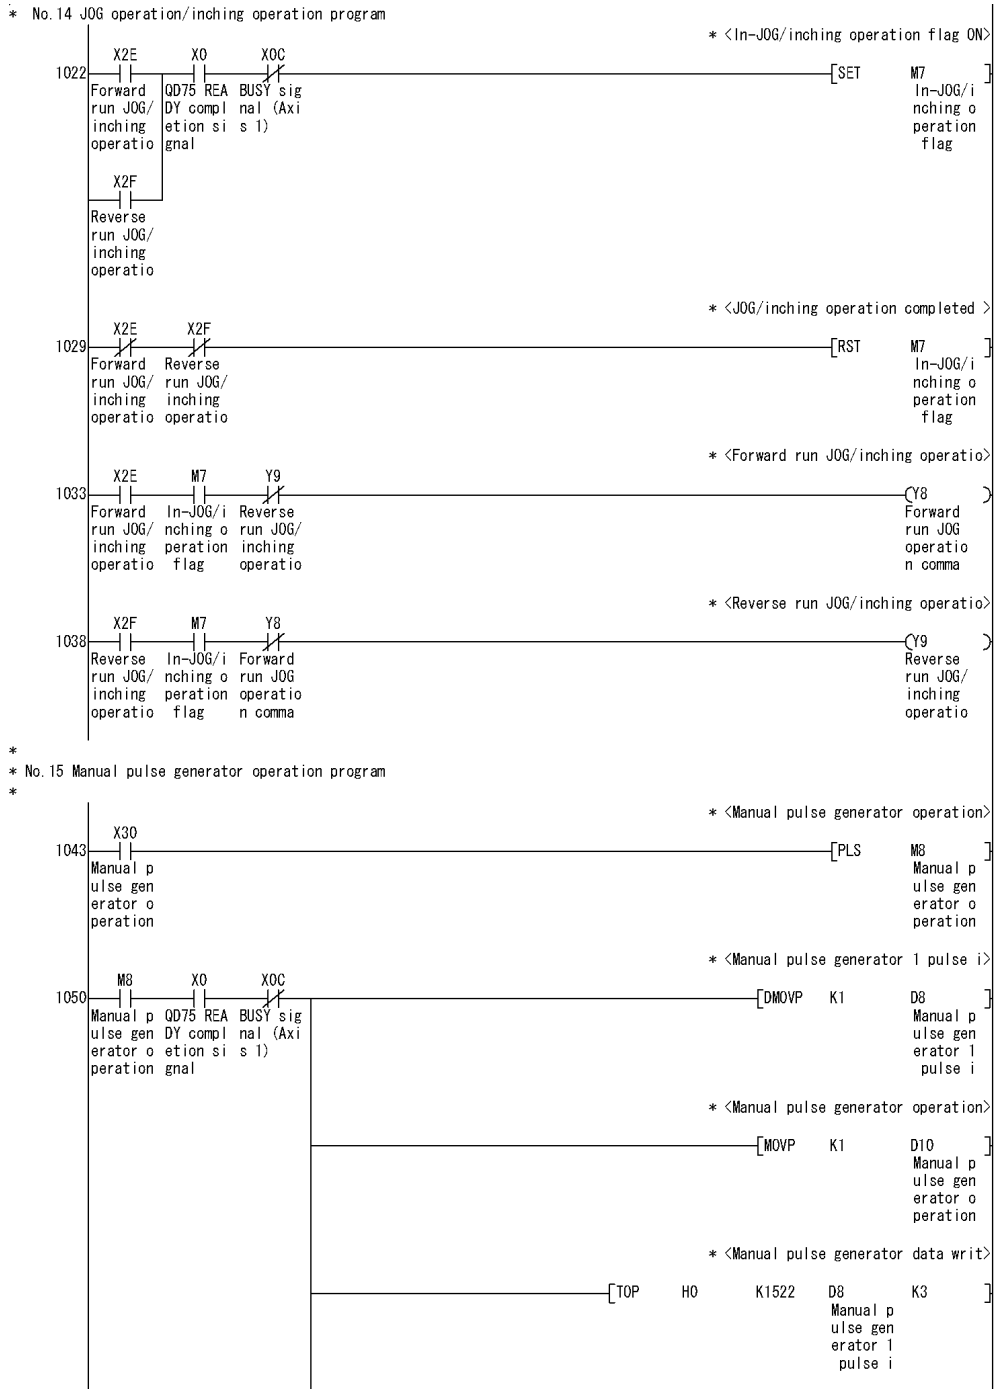 * No.14 JOG operation/inching operation program
* <In-JOG/inching operation flag ON>
X2E X0 X0C
1022 SET M7
Forward QD75 REA BUSY sig In-JOG/i
run JOG/ DY compl nal (Axi nching o
inching etion si s 1) peration
operatio gnal flag
X2F
Reverse
run JOG/
inching
operatio
* <JOG/inching operation completed >
X2E X2F
1029 RST M7
Forward Reverse In-JOG/i
run JOG/ run JOG/ nching o
inching inching peration
operatio operatio flag
* <Forward run JOG/inching operatio>
X2E M7 Y9
1033 Y8
Forward In-JOG/i Reverse Forward
run JOG/ nching o run JOG/ run JOG
inching peration inching operatio
operatio flag operatio n comma
* <Reverse run JOG/inching operatio>
X2F M7 Y8
1038 Y9
Reverse In-JOG/i Forward Reverse
run JOG/ nching o run JOG run JOG/
inching peration operatio inching
operatio flag n comma operatio
*
* No.15 Manual pulse generator operation program
*
* <Manual pulse generator operation>
X30
1043 PLS M8
Manual p Manual p
ulse gen ulse gen
erator o erator o
peration peration
* <Manual pulse generator 1 pulse i>
M8 X0 X0C
1050 DMOVP K1 D8
Manual p QD75 REA BUSY sig Manual p
ulse gen DY compl nal (Axi ulse gen
erator o etion si s 1) erator 1
peration gnal pulse i
* <Manual pulse generator operation>
MOVP K1 D10
Manual p
ulse gen
erator o
peration
* <Manual pulse generator data writ>
TOP H0 K1522 D8 K3
Manual p
ulse gen
erator 1
pulse i